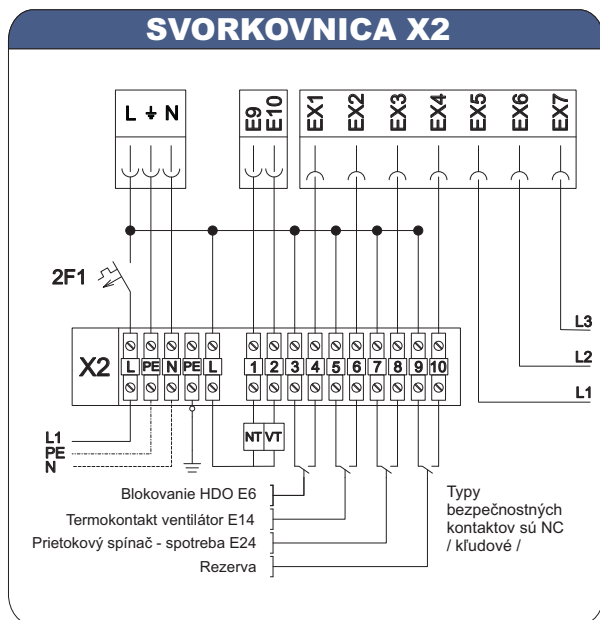 SVORKOVNICA X2
L ⏚ N
E9 E10
EX1 EX2 EX3 EX4 EX5 EX6 EX7
2F1
L3
L2
L1
X2
L PE N PE L 1 2 3 4 5 6 7 8 9 10
NT VT
L1
PE
N
Blokovanie HDO E6
Termokontakt ventilátor E14
Prietokový spínač - spotreba E24
Rezerva
Typy
bezpečnostných
kontaktov sú NC
/ kľudové /